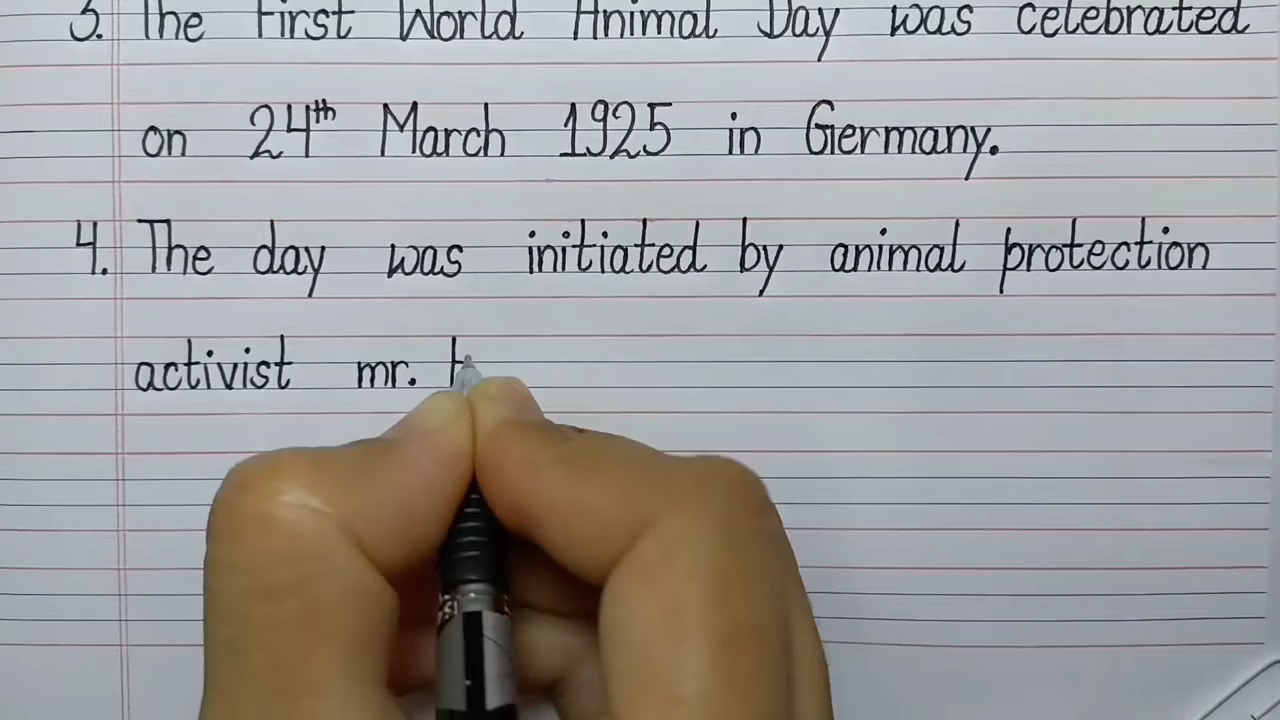 3. The First World Animal Day was celebrated
on 24th March 1925 in Germany.
4. The day was initiated by animal protection
activist mr.